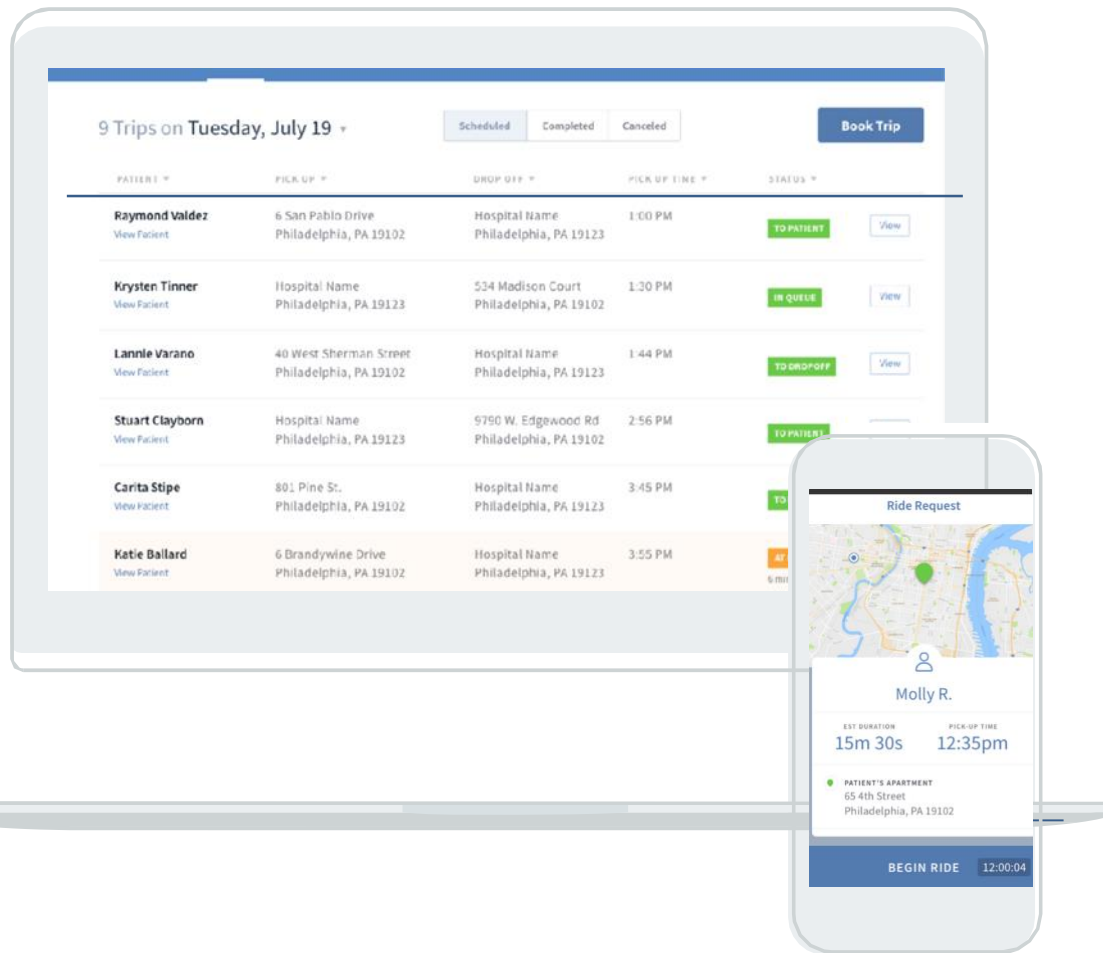 9 Trips on Tuesday, July 19
Scheduled Completed Canceled
Book Trip
PATIENT PICK UP DROP OFF PICK UP TIME STATUS
Raymond Valdez 6 San Pablo Drive Hospital Name 1:00 PM
View Patient Philadelphia, PA 19102 Philadelphia, PA 19123 TO PATIENT View
Krysten Tinner Hospital Name 534 Madison Court 1:30 PM
View Patient Philadelphia, PA 19123 Philadelphia, PA 19102 IN QUEUE View
Lannie Varano 40 West Sherman Street Hospital Name 1:44 PM
View Patient Philadelphia, PA 19102 Philadelphia, PA 19123 TO DROPOFF View
Stuart Clayborn Hospital Name 9790 W. Edgewood Rd 2:56 PM
View Patient Philadelphia, PA 19123 Philadelphia, PA 19102 TO PATIENT
Carita Stipe 801 Pine St. Hospital Name 3:45 PM
View Patient Philadelphia, PA 19102 Philadelphia, PA 19123 TO
Katie Ballard 6 Brandywine Drive Hospital Name 3:55 PM
View Patient Philadelphia, PA 19102 Philadelphia, PA 19123 AT
6
Ride Request
Molly R.
EST DURATION PICK-UP TIME
15m 30s 12:35pm
PATIENT'S APARTMENT
65 4th Street
Philadelphia, PA 19102
BEGIN RIDE 12:00:04